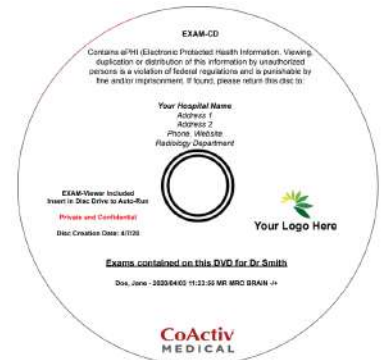 EXAM-CD
Contains ePHI (Electronic Protected Health Information. Viewing,
duplication or distribution of this information by unauthorized
persons is a violation of federal regulations and is punishable by
fine and/or imprisonment. If found, please return this disc to:
Your Hospital Name
Address 1
Address 2
Phone, Website
Radiology Department
EXAM-Viewer Included
Insert in Disc Drive to Auto-Run
Private and Confidential
Disc Creation Date: 4/7/20
Your Logo Here
Exams contained on this DVD for Dr Smith
Doe, Jane - 2020/04/03 11:22:56 MR MRC BRAIN -/+
CoActiv
MEDICAL